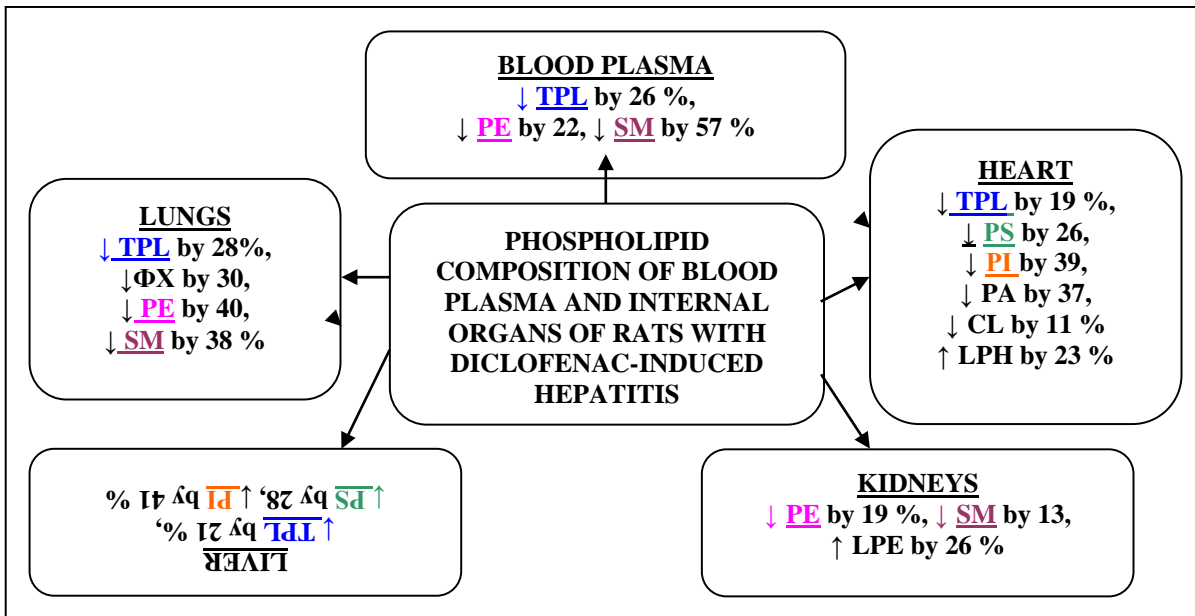 BLOOD PLASMA
↓ TPL by 26 %,
↓ PE by 22, ↓ SM by 57 %
LUNGS
↓ TPL by 28%,
↓ΦX by 30,
↓ PE by 40,
↓ SM by 38 %
PHOSPHOLIPID
COMPOSITION OF BLOOD
PLASMA AND INTERNAL
ORGANS OF RATS WITH
DICLOFENAC-INDUCED
HEPATITIS
HEART
↓ TPL by 19 %,
↓ PS by 26,
↓ PI by 39,
↓ PA by 37,
↓ CL by 11 %
↑ LPH by 23 %
LIVER
↓ TPL by 21 %,
↓ PS by 28, ↓ PI by 41 %
KIDNEYS
↓ PE by 19 %, ↓ SM by 13,
↑ LPE by 26 %